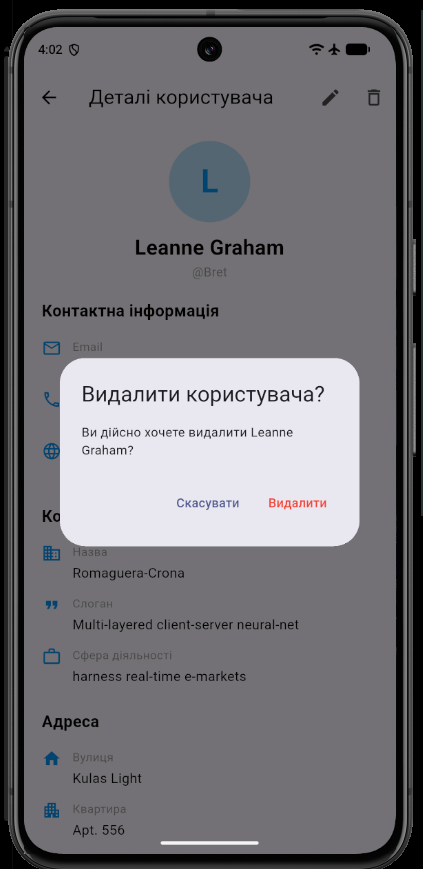 4:02
Деталі користувача
L
Leanne Graham
@Bret
Контактна інформація
Email
Видалити користувача?
Ви дійсно хочете видалити Leanne
Graham?
Скасувати Видалити
Ко
Назва
Romaguera-Crona
Слоган
Multi-layered client-server neural-net
Сфера діяльності
harness real-time e-markets
Адреса
Вулиця
Kulas Light
Квартира
Apt. 556